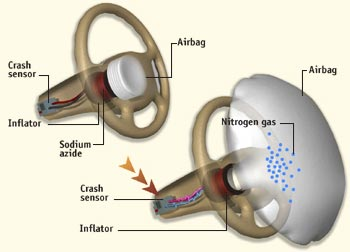 Airbag
Crash
sensor
Inflator
Sodium
azide
Airbag
Nitrogen gas
Crash
sensor
Inflator